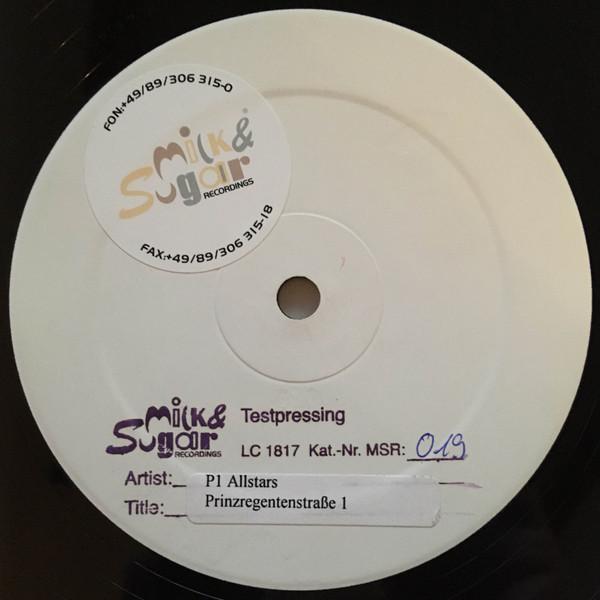 FON:+49/89/306 315-0
Milk &
Sugar
RECORDINGS
FAX:+49/89/306 315-18
Milk &
Sugar
RECORDINGS
Testpressing
LC 1817 Kat.-Nr. MSR: 019
Artist: P1 Allstars
Title: Prinzregentenstraße 1